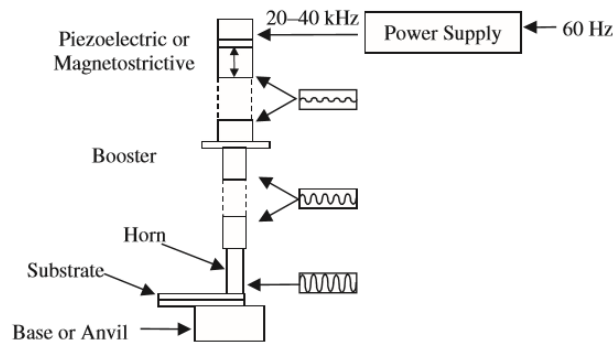 20–40 kHz
Piezoelectric or
Magnetostrictive
Power Supply
60 Hz
Booster
Horn
Substrate
Base or Anvil